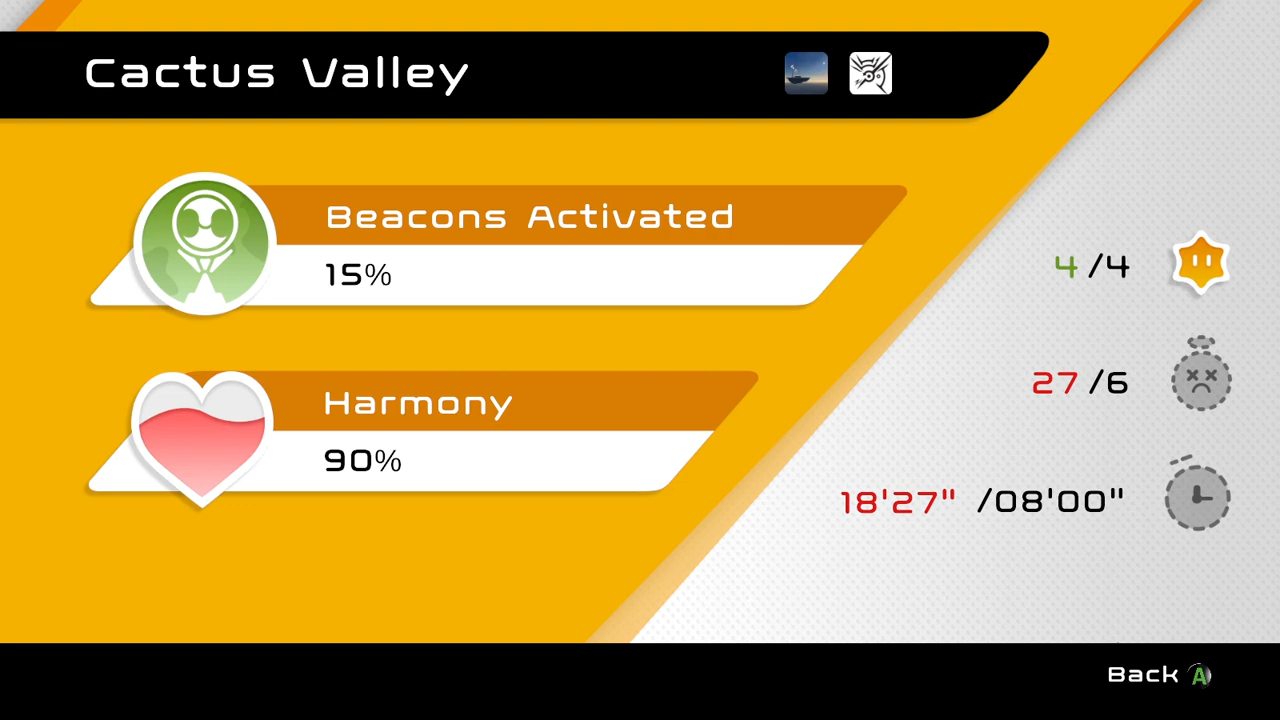 Cactus Valley
Beacons Activated
15%
4/4
Harmony
27/6
90%
18'27" /08'00"
Back A